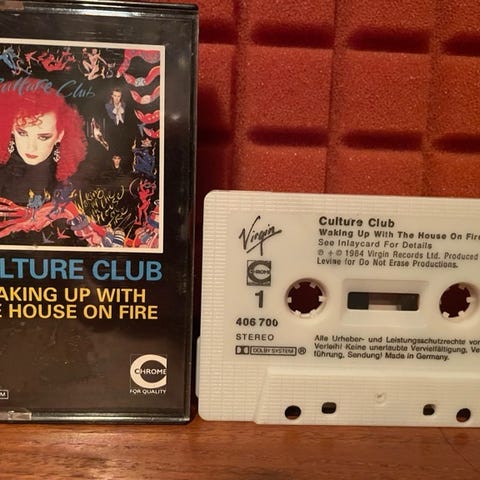 Culture Club
ULTURE CLUB
AKING UP WITH
E HOUSE ON FIRE
C
CHROME
FOR QUALITY
Virgin
CHROME
1
406 700
STEREO
DOLBY SYSTEM ®
Culture Club
Waking Up With The House On Fire
See Inlaycard For Details
℗ + © 1984 Virgin Records Ltd. Produced
Levine for Do Not Erase Productions.
Alle Urheber- und Leistungsschutzrechte vor
Verleih! Keine unerlaubte Vervielfältigung, Ve
führung, Sendung! Made in Germany.